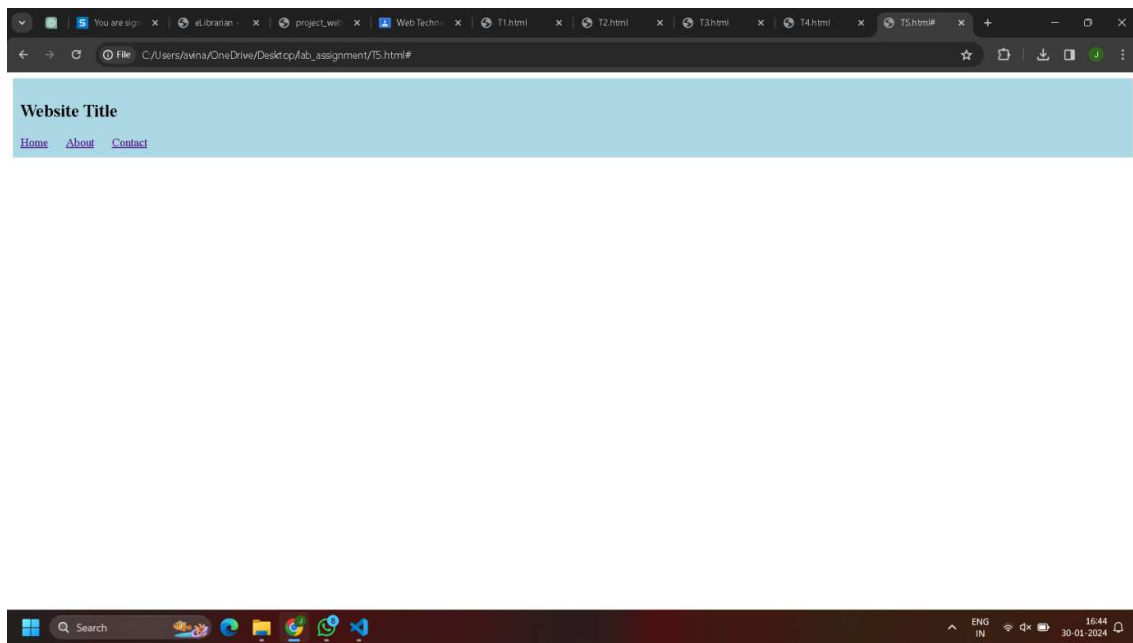 You are sign
eLibrarian -
project_web
Web Techno
T1.html
T2.html
T3.html
T4.html
T5.html#
File C:/Users/avina/OneDrive/Desktop/lab_assignment/T5.html#
J
Website Title
Home About Contact
Search
ENG
IN
16:44
30-01-2024